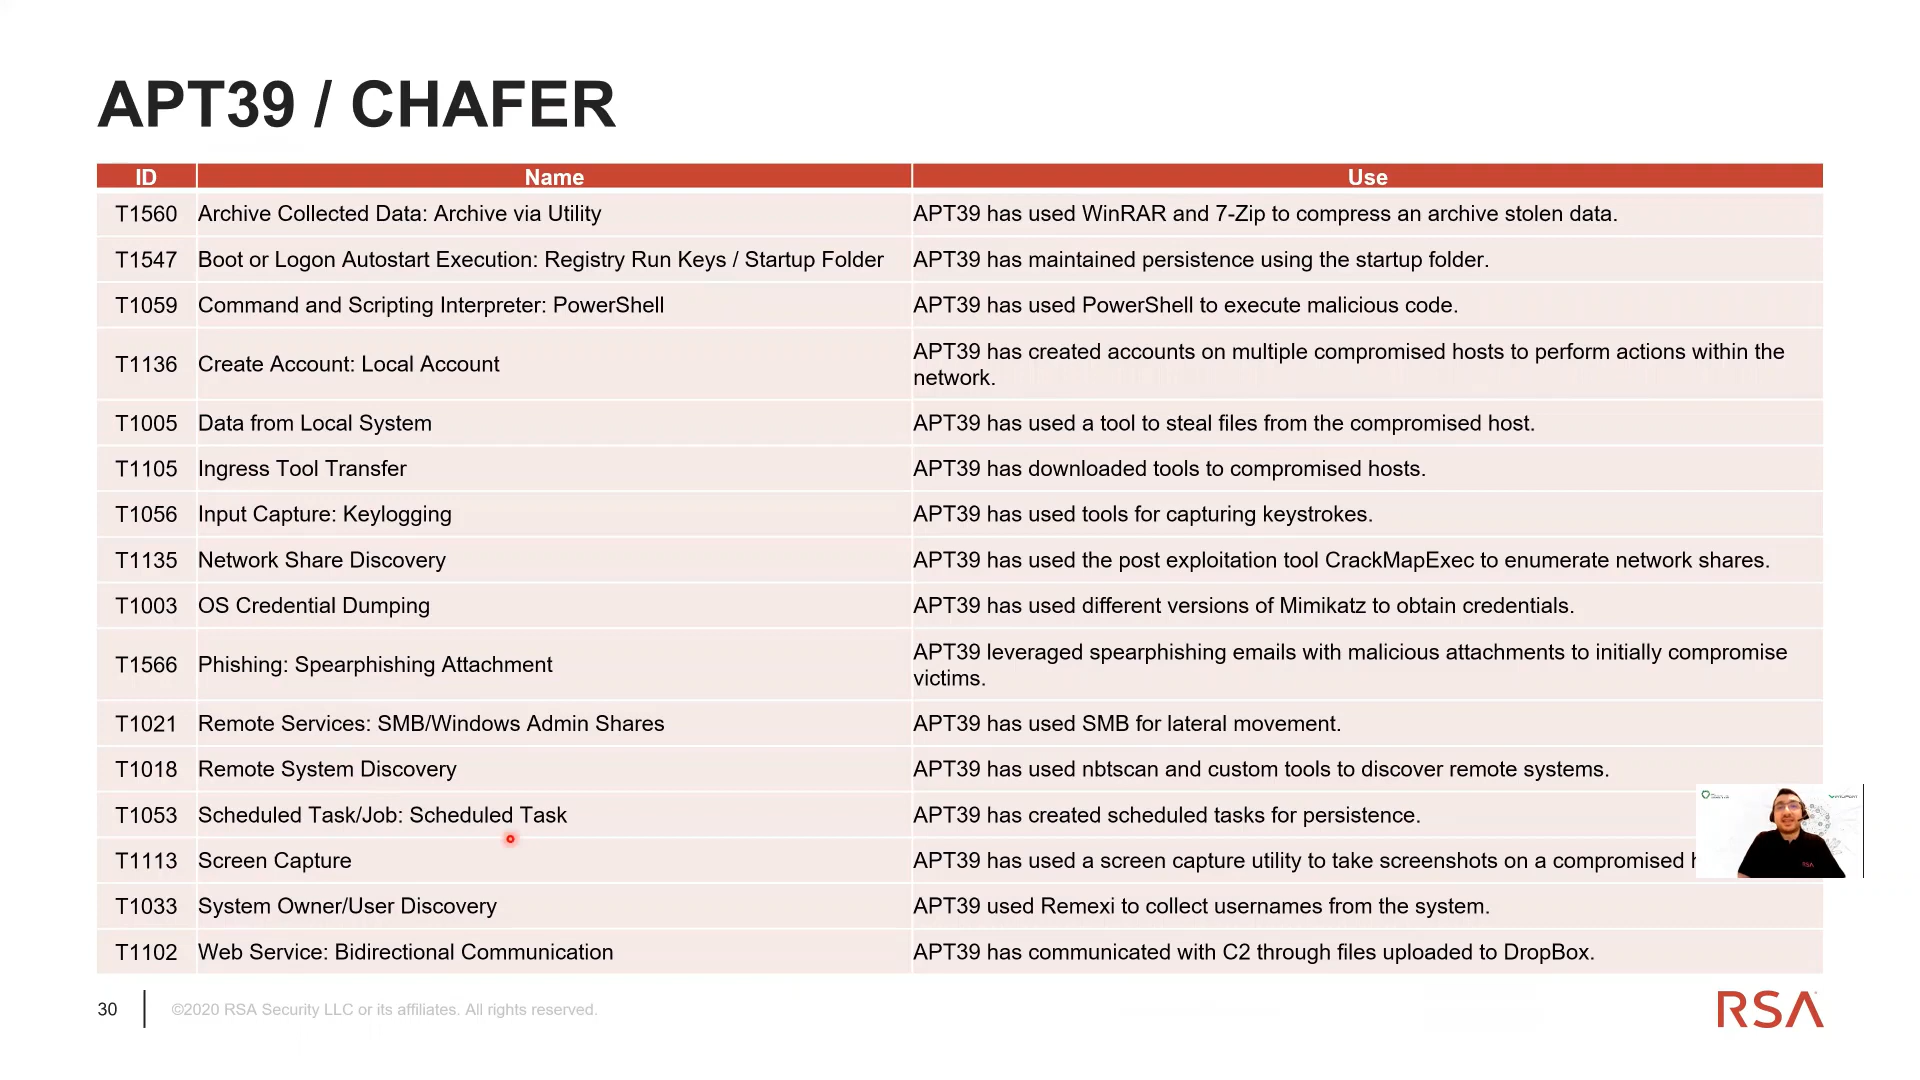 APT39 / CHAFER
ID Name Use
T1560 Archive Collected Data: Archive via Utility APT39 has used WinRAR and 7-Zip to compress an archive stolen data.
T1547 Boot or Logon Autostart Execution: Registry Run Keys / Startup Folder APT39 has maintained persistence using the startup folder.
T1059 Command and Scripting Interpreter: PowerShell APT39 has used PowerShell to execute malicious code.
T1136 Create Account: Local Account APT39 has created accounts on multiple compromised hosts to perform actions within the
network.
T1005 Data from Local System APT39 has used a tool to steal files from the compromised host.
T1105 Ingress Tool Transfer APT39 has downloaded tools to compromised hosts.
T1056 Input Capture: Keylogging APT39 has used tools for capturing keystrokes.
T1135 Network Share Discovery APT39 has used the post exploitation tool CrackMapExec to enumerate network shares.
T1003 OS Credential Dumping APT39 has used different versions of Mimikatz to obtain credentials.
T1566 Phishing: Spearphishing Attachment APT39 leveraged spearphishing emails with malicious attachments to initially compromise
victims.
T1021 Remote Services: SMB/Windows Admin Shares APT39 has used SMB for lateral movement.
T1018 Remote System Discovery APT39 has used nbtscan and custom tools to discover remote systems.
T1053 Scheduled Task/Job: Scheduled Task APT39 has created scheduled tasks for persistence.
T1113 Screen Capture APT39 has used a screen capture utility to take screenshots on a compromised
T1033 System Owner/User Discovery APT39 used Remexi to collect usernames from the system.
T1102 Web Service: Bidirectional Communication APT39 has communicated with C2 through files uploaded to DropBox.
30 ©2020 RSA Security LLC or its affiliates. All rights reserved.
RSA
RSA